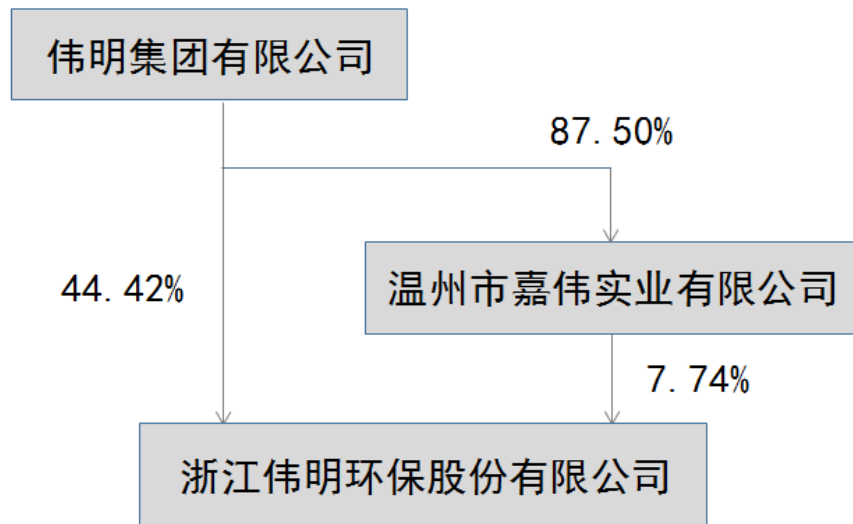 伟明集团有限公司
87.50%
44.42%
温州市嘉伟实业有限公司
7.74%
浙江伟明环保股份有限公司